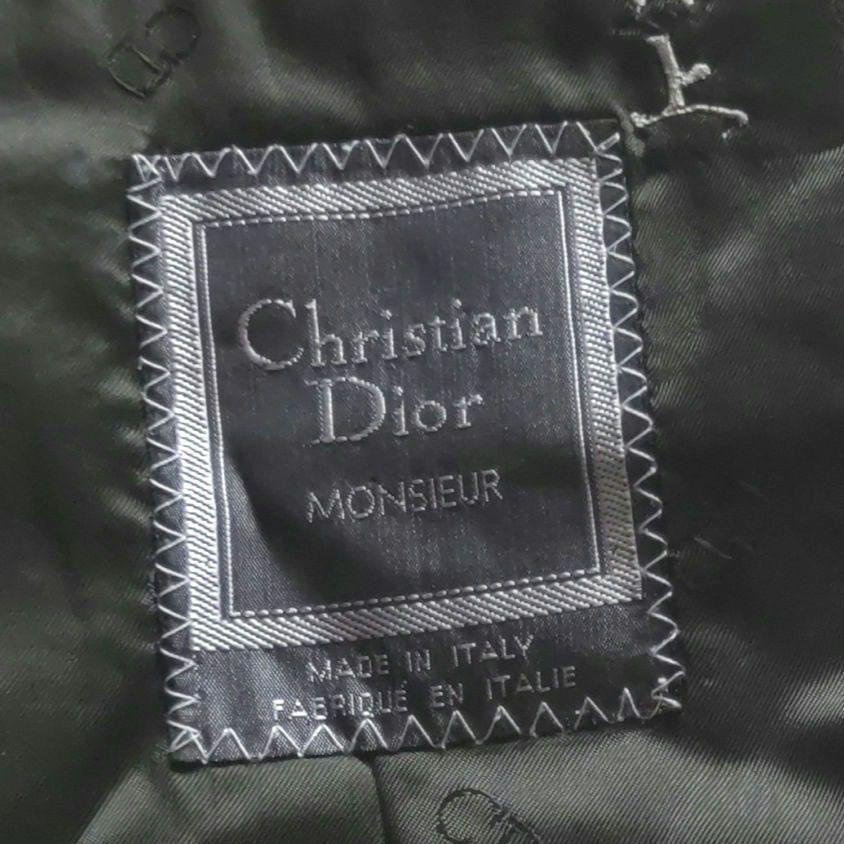 Christian
Dior
MONSIEUR
MADE IN ITALY
FABRIQUÉ EN ITALIE